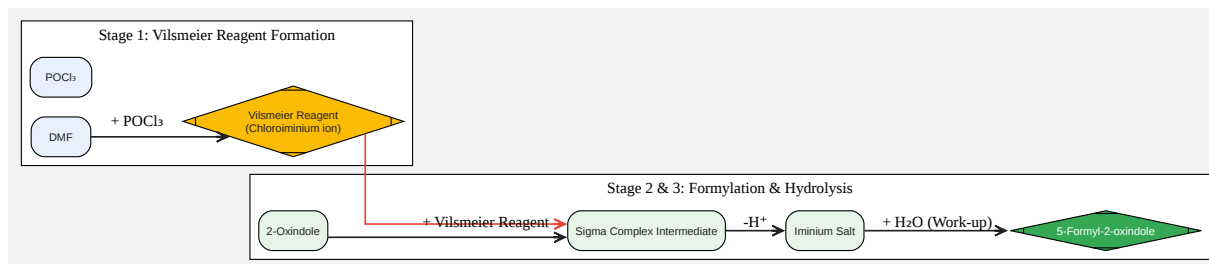 Stage 1: Vilsmeier Reagent Formation
POCl₃
DMF
+ POCl₃
Vilsmeier Reagent
(Chloroiminium ion)
Stage 2 & 3: Formylation & Hydrolysis
2-Oxindole
+ Vilsmeier Reagent
Sigma Complex Intermediate
-H⁺
Iminium Salt
+ H₂O (Work-up)
5-Formyl-2-oxindole